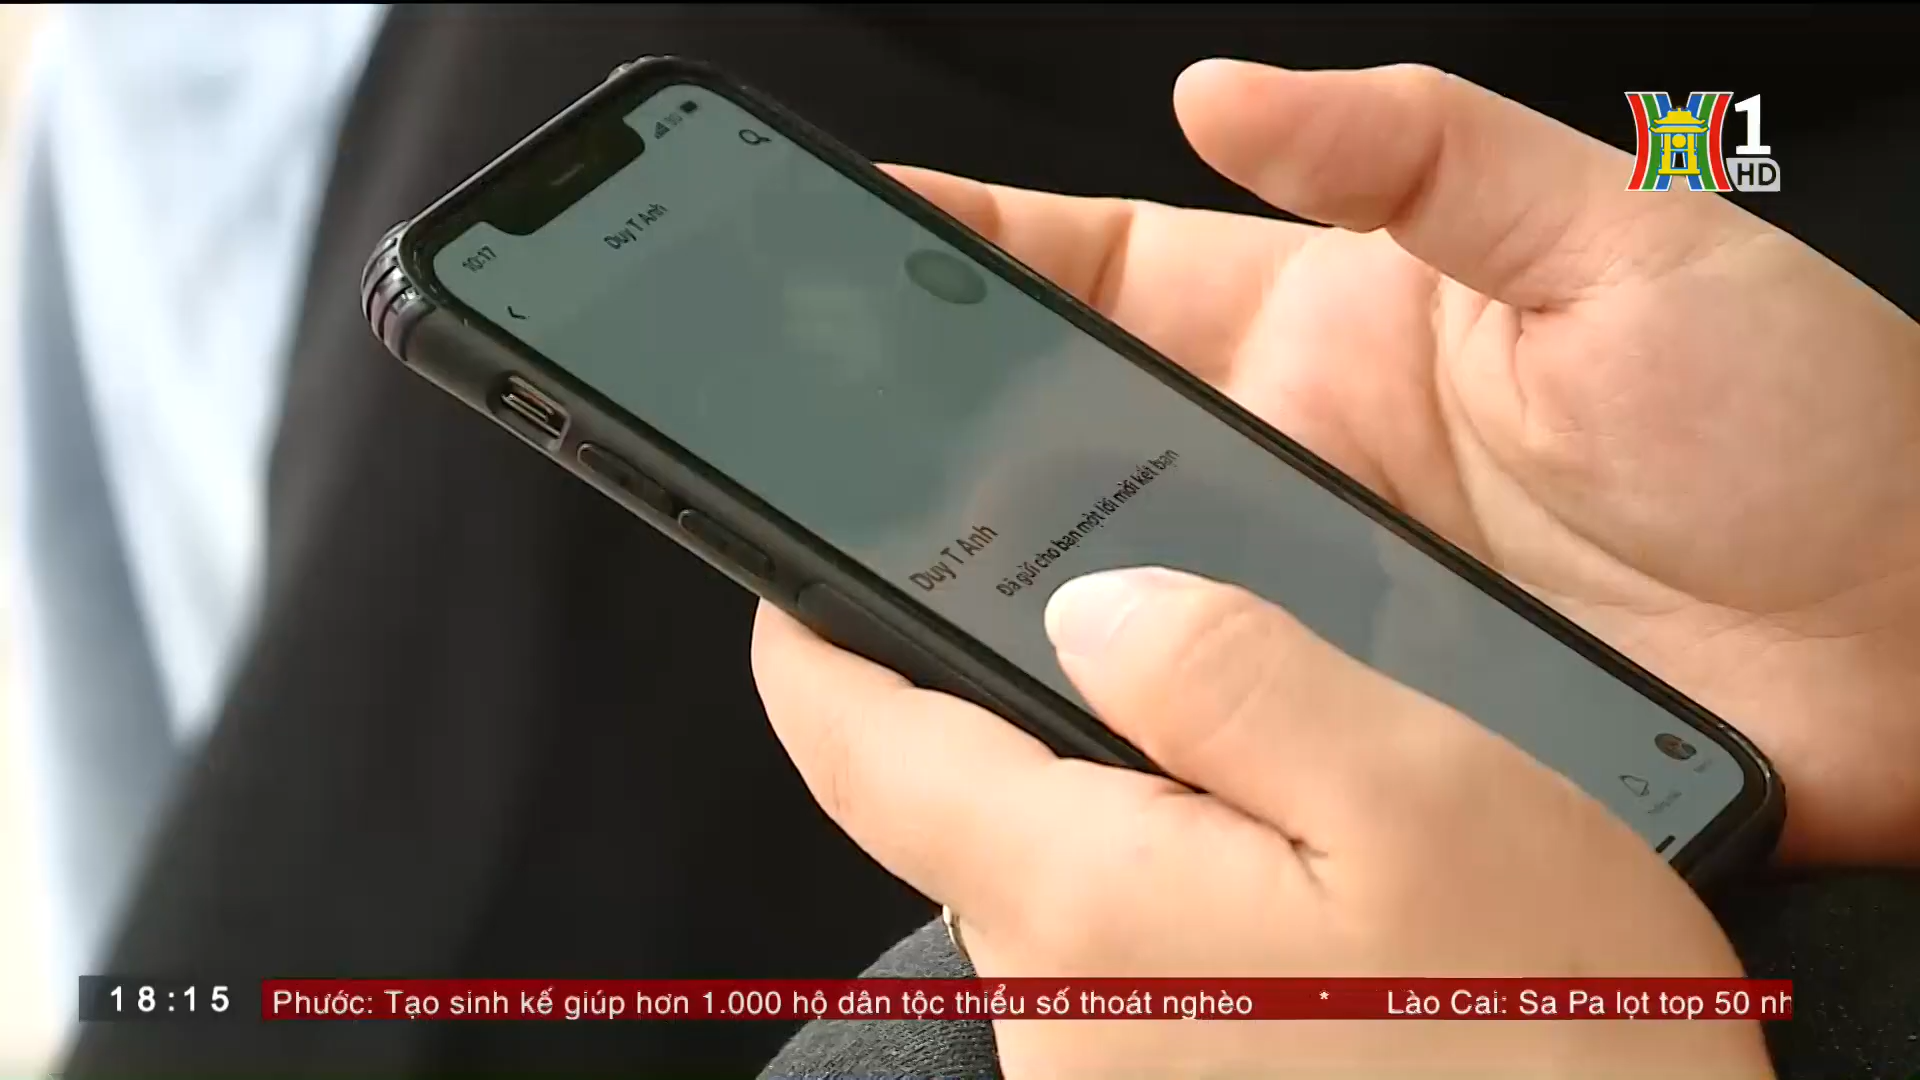 1
HD
10:17
Duy T Anh
Duy T Anh
Đã gửi cho bạn một lời mời kết bạn
18:15
Phước: Tạo sinh kế giúp hơn 1.000 hộ dân tộc thiểu số thoát nghèo * Lào Cai: Sa Pa lọt top 50 nh